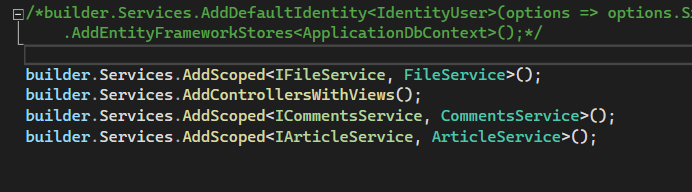 /*builder.Services.AddDefaultIdentity<IdentityUser>(options => options.S
.AddEntityFrameworkStores<ApplicationDbContext>();*/
builder.Services.AddScoped<IFileService, FileService>();
builder.Services.AddControllersWithViews();
builder.Services.AddScoped<ICommentsService, CommentsService>();
builder.Services.AddScoped<IArticleService, ArticleService>();